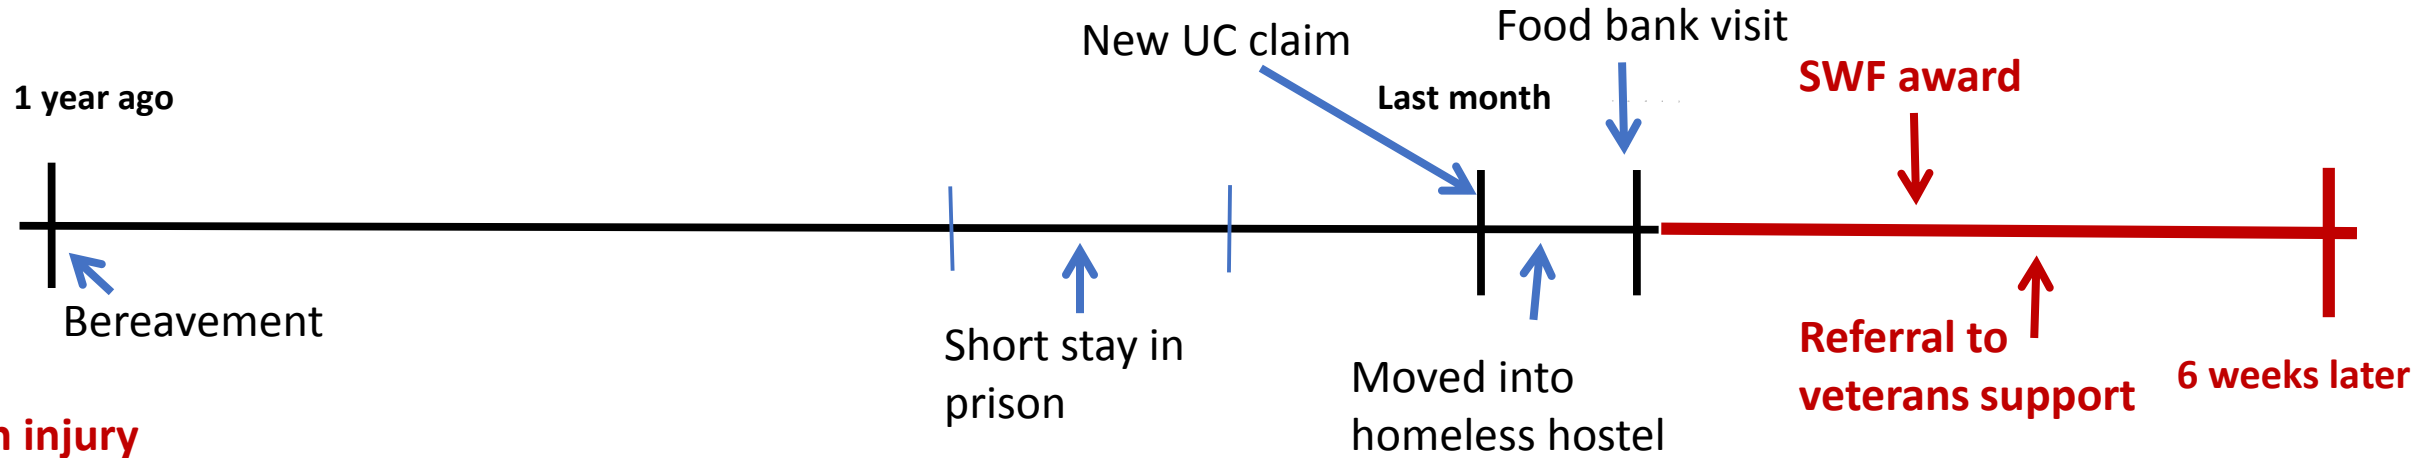 New UC claim
Food bank visit
1 year ago
Last month
SWF award
Bereavement
Short stay in
prison
Moved into
homeless hostel
Referral to
veterans support
6 weeks later
injury